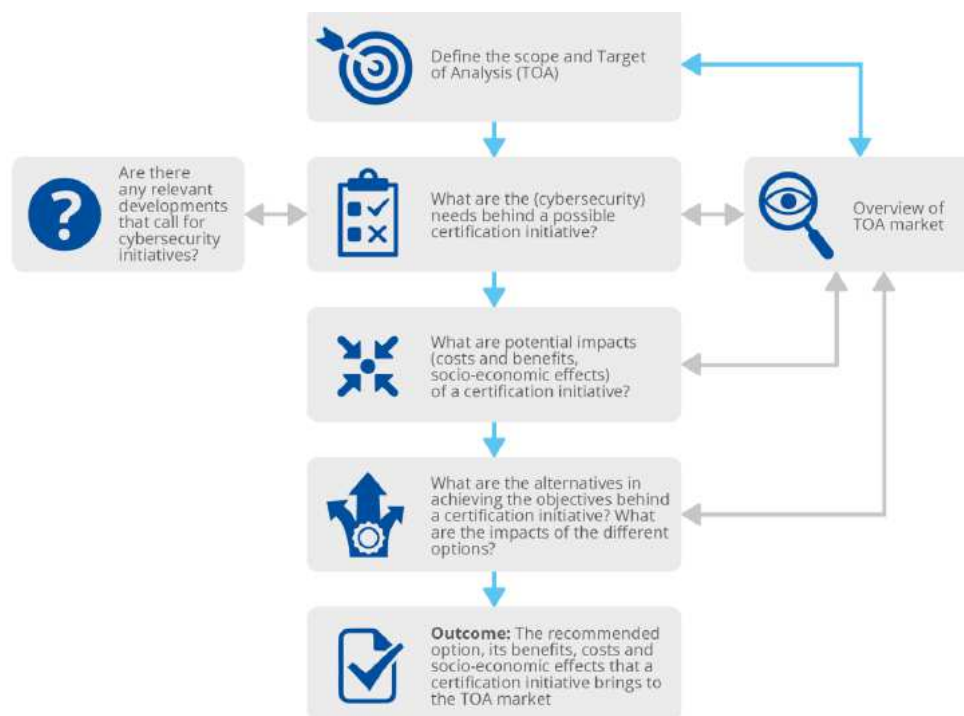 Define the scope and Target
of Analysis (TOA)
Are there
any relevant
developments
that call for
cybersecurity
initiatives?
?
What are the (cybersecurity)
needs behind a possible
certification initiative?
Overview of
TOA market
What are potential impacts
(costs and benefits,
socio-economic effects)
of a certification initiative?
What are the alternatives in
achieving the objectives behind
a certification initiative? What
are the impacts of the different
options?
Outcome: The recommended
option, its benefits, costs and
socio-economic effects that a
certification initiative brings to
the TOA market